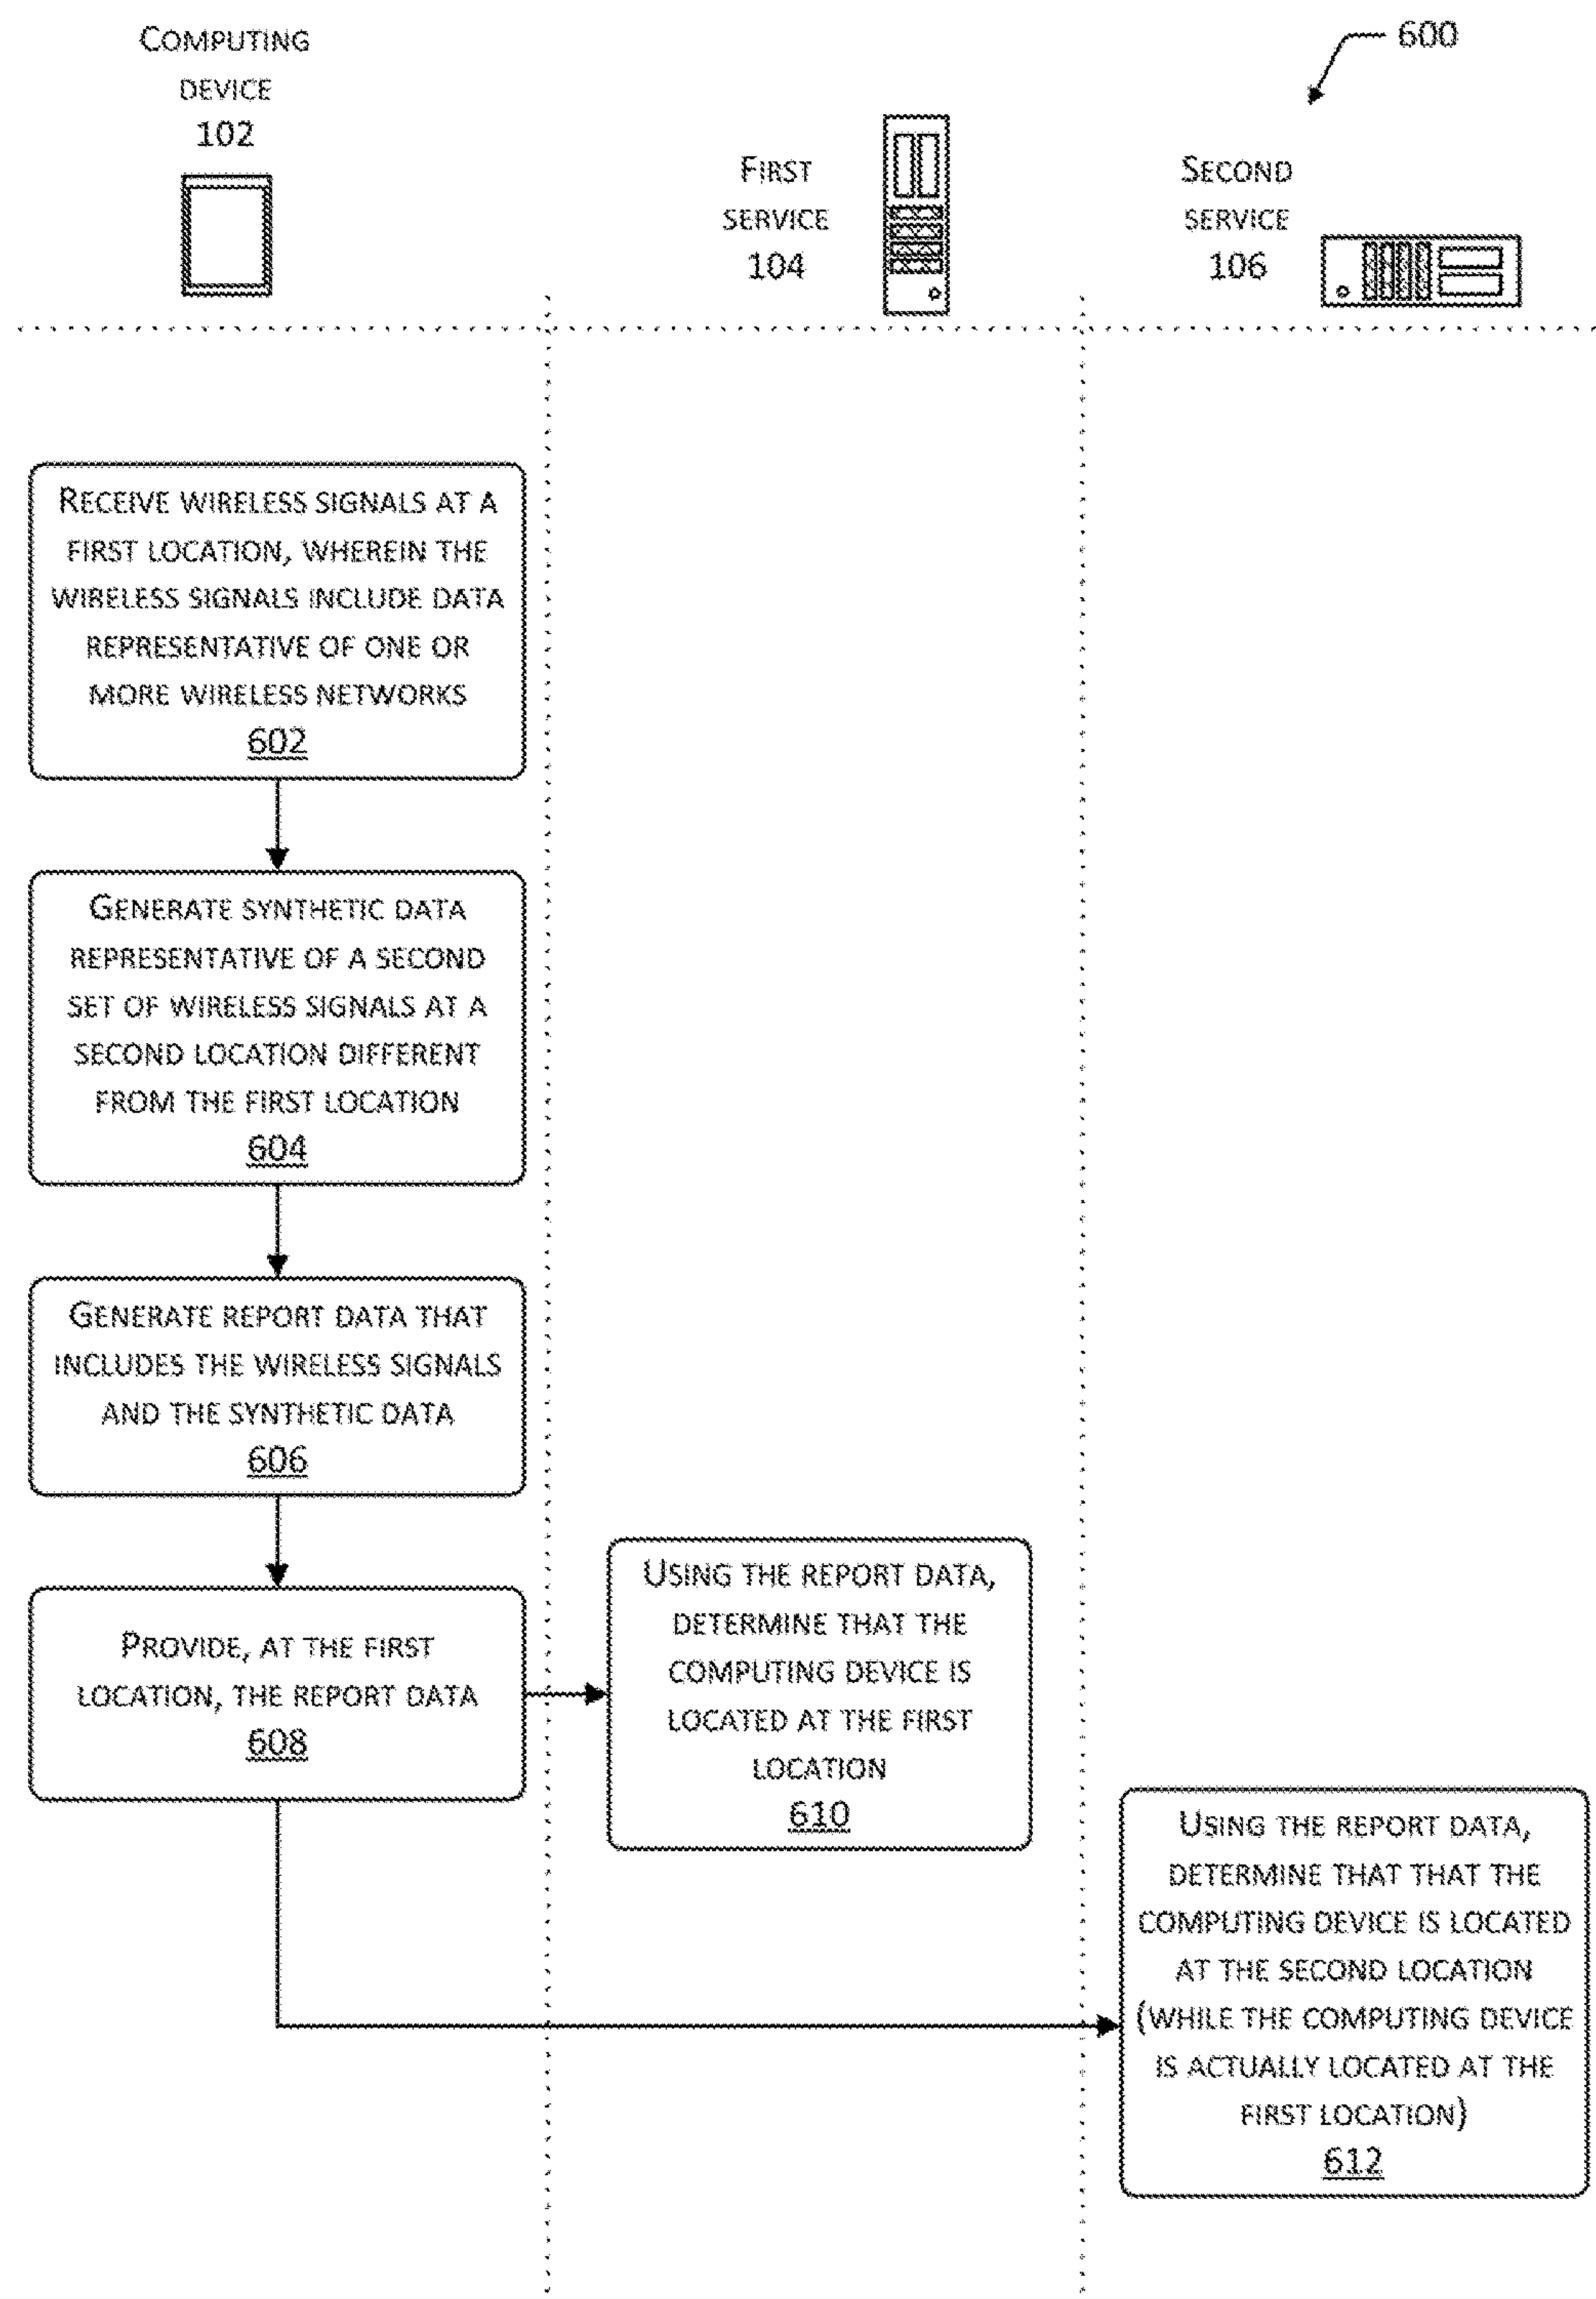 COMPUTING
DEVICE
102
600
FIRST
SERVICE
104
SECOND
SERVICE
106
RECEIVE WIRELESS SIGNALS AT A
FIRST LOCATION, WHEREIN THE
WIRELESS SIGNALS INCLUDE DATA
REPRESENTATIVE OF ONE OR
MORE WIRELESS NETWORKS
602
GENERATE SYNTHETIC DATA
REPRESENTATIVE OF A SECOND
SET OF WIRELESS SIGNALS AT A
SECOND LOCATION DIFFERENT
FROM THE FIRST LOCATION
604
GENERATE REPORT DATA THAT
INCLUDES THE WIRELESS SIGNALS
AND THE SYNTHETIC DATA
606
PROVIDE, AT THE FIRST
LOCATION, THE REPORT DATA
608
USING THE REPORT DATA,
DETERMINE THAT THE
COMPUTING DEVICE IS
LOCATED AT THE FIRST
LOCATION
610
USING THE REPORT DATA,
DETERMINE THAT THAT THE
COMPUTING DEVICE IS LOCATED
AT THE SECOND LOCATION
(WHILE THE COMPUTING DEVICE
IS ACTUALLY LOCATED AT THE
FIRST LOCATION)
612